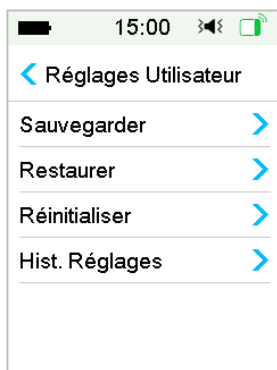 15:00
Réglages Utilisateur
Sauvegarder
Restaurer
Réinitialiser
Hist. Réglages